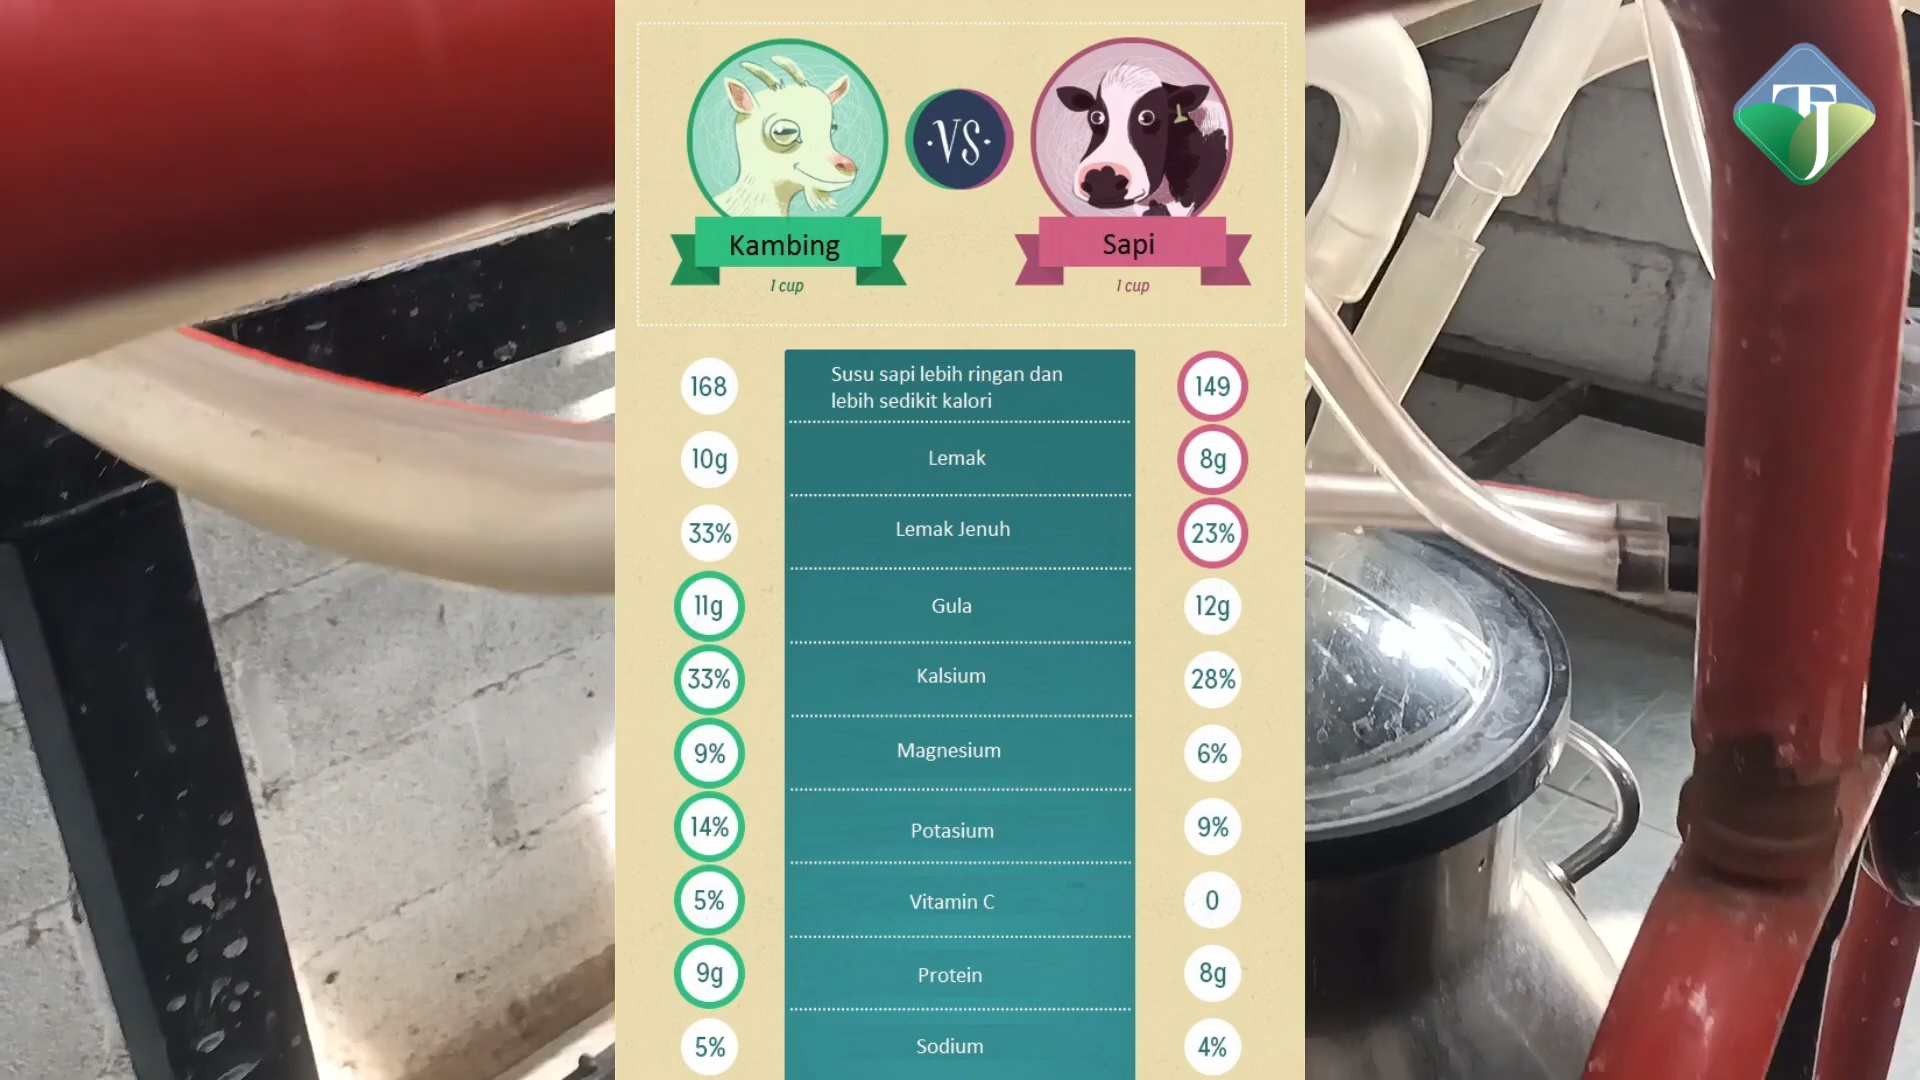 TJ
Kambing
·VS·
Sapi
1 cup
1 cup
168
Susu sapi lebih ringan dan
lebih sedikit kalori
149
10g
Lemak
8g
33%
Lemak Jenuh
23%
11g
Gula
12g
33%
Kalsium
28%
9%
Magnesium
6%
14%
Potasium
9%
5%
Vitamin C
0
9g
Protein
8g
5%
Sodium
4%